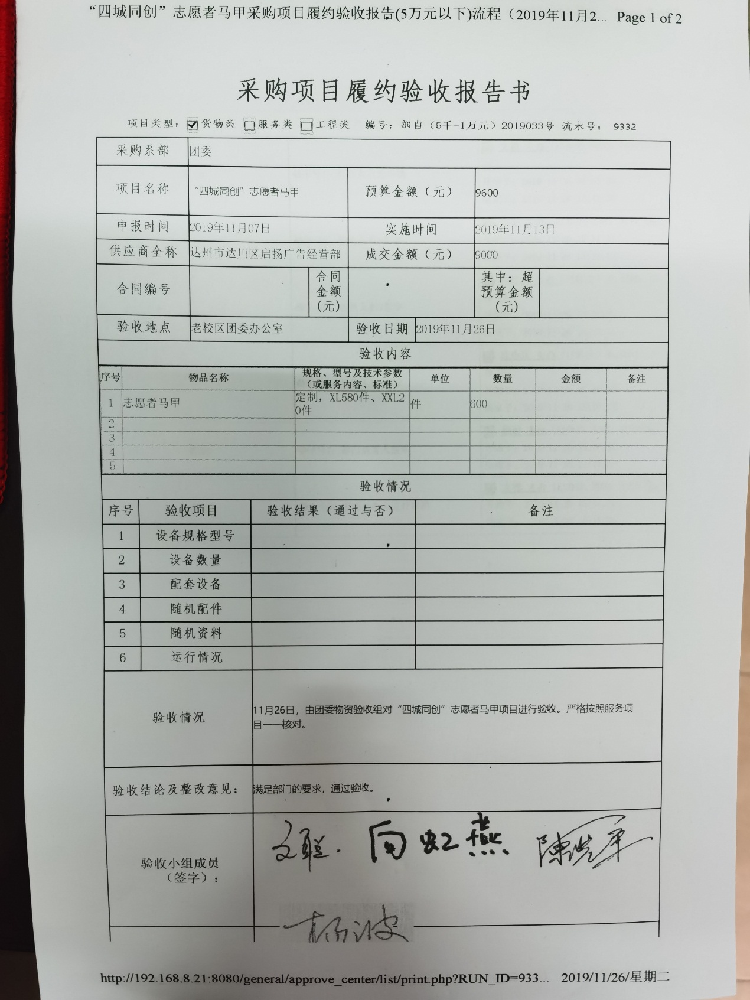 “四城同创”志愿者马甲采购项目履约验收报告(5万元以下)流程（2019年11月2... Page 1 of 2
采购项目履约验收报告书
项目类型：☑货物类 □服务类 □工程类 编号：部自（5千-1万元）2019033号 流水号： 9332
采购系部 团委
项目名称 “四城同创”志愿者马甲 预算金额（元） 9600
申报时间 2019年11月07日 实施时间 2019年11月13日
供应商全称 达州市达川区启扬广告经营部 成交金额（元） 9000
合同编号 合同金额（元） 其中：超预算金额（元）
验收地点 老校区团委办公室 验收日期 2019年11月26日
验收内容
序号 物品名称 规格、型号及技术参数（或服务内容、标准） 单位 数量 金额 备注
1 志愿者马甲 定制，XL580件、XXL20件 件 600
2
3
4
5
验收情况
序号 验收项目 验收结果（通过与否） 备注
1 设备规格型号
2 设备数量
3 配套设备
4 随机配件
5 随机资料
6 运行情况
验收情况 11月26日，由团委物资验收组对“四城同创”志愿者马甲项目进行验收。严格按照服务项
目一一核对。
验收结论及整改意见： 满足部门的要求，通过验收。
验收小组成员
（签字）：
文聪. 向虹燕
杨波
http://192.168.8.21:8080/general/approve_center/list/print.php?RUN_ID=933... 2019/11/26/星期二